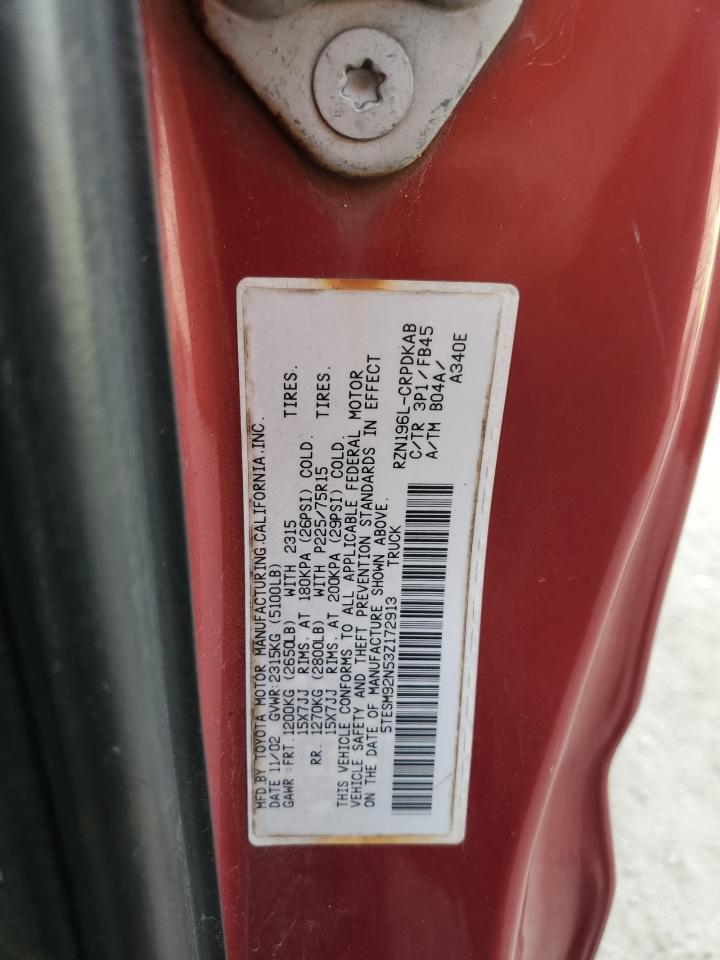 MFD BY TOYOTA MOTOR MANUFACTURING CALIFORNIA, INC.
DATE 11/02 GVWR:2315KG (5100LB)
GAWR :FRT.1200KG (2650LB) WITH 2315 TIRES.
15X7JJ RIMS. AT 180KPA (26PSI) COLD.
RR. 1270KG (2800LB) WITH P225/75R15 TIRES.
15X7JJ RIMS. AT 200KPA (29PSI) COLD.
THIS VEHICLE CONFORMS TO ALL APPLICABLE FEDERAL MOTOR
VEHICLE SAFETY AND THEFT PREVENTION STANDARDS IN EFFECT
ON THE DATE OF MANUFACTURE SHOWN ABOVE.
5TESM92N53Z172913 TRUCK
RZN196L-CRPDKAB
C/TR 3P1/FB45
A/TM B04A/
A340E